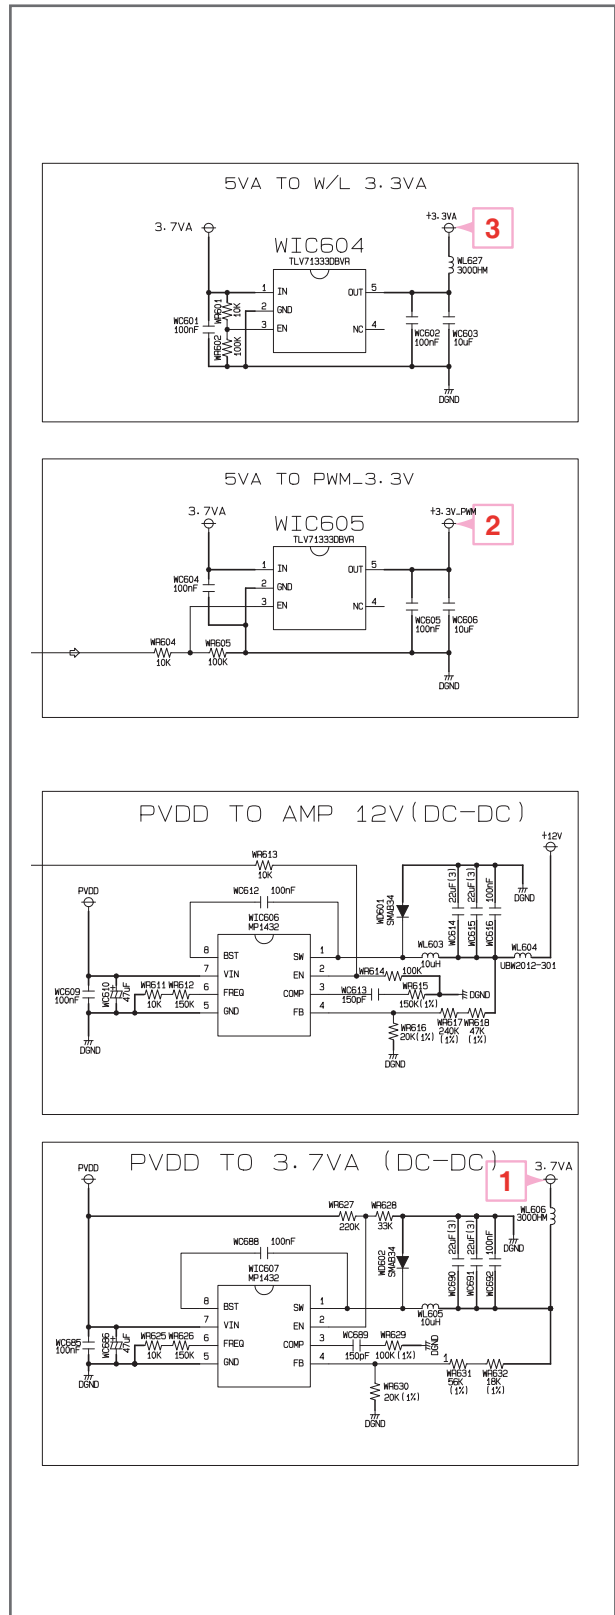 5VA TO W/L 3.3VA
3.7VA
+3.3VA
3
WL627
300OHM
WIC604
TLV71333DBVR
1 IN
2 GND
3 EN
OUT 5
NC 4
WR601
10K
WR602
100K
WC601
100nF
WC602
100nF
WC603
10uF
DGND
5VA TO PWM_3.3V
3.7VA
+3.3V_PWM
2
WIC605
TLV71333DBVR
1 IN
2 GND
3 EN
OUT 5
NC 4
WC604
100nF
WC605
100nF
WC606
10uF
WR604
10K
WR605
100K
DGND
PVDD TO AMP 12V(DC-DC)
+12V
WR613
10K
PVDD
WC612 100nF
WIC606
MP1432
8 BST
7 VIN
6 FREQ
5 GND
SW 1
EN 2
COMP 3
FB 4
WD601
SMAB34
22uF(3)
WC614
22uF(3)
WC615
100nF
WC616
DGND
WL603
10uH
WL604
UBW2012-301
WR614 100K
WC613
150pF
WR615
150K(1%)
DGND
WC609
100nF
WC610
47uF
WR611
10K
WR612
150K
WR616
20K(1%)
WR617
240K
(1%)
WR618
47K
(1%)
DGND
DGND
PVDD TO 3.7VA (DC-DC)
1
3.7VA
PVDD
WR627
220K
WR628
33K
WL606
300OHM
WC688 100nF
WIC607
MP1432
8 BST
7 VIN
6 FREQ
5 GND
SW 1
EN 2
COMP 3
FB 4
WD602
SMAB34
22uF(3)
WC690
22uF(3)
WC691
100nF
WC692
DGND
WL605
10uH
WC685
100nF
WC686
47uF
WR625
10K
WR626
150K
WC689
150pF
WR629
100K(1%)
DGND
WR630
20K(1%)
1
WR631
56K
(1%)
WR632
18K
(1%)
DGND
DGND